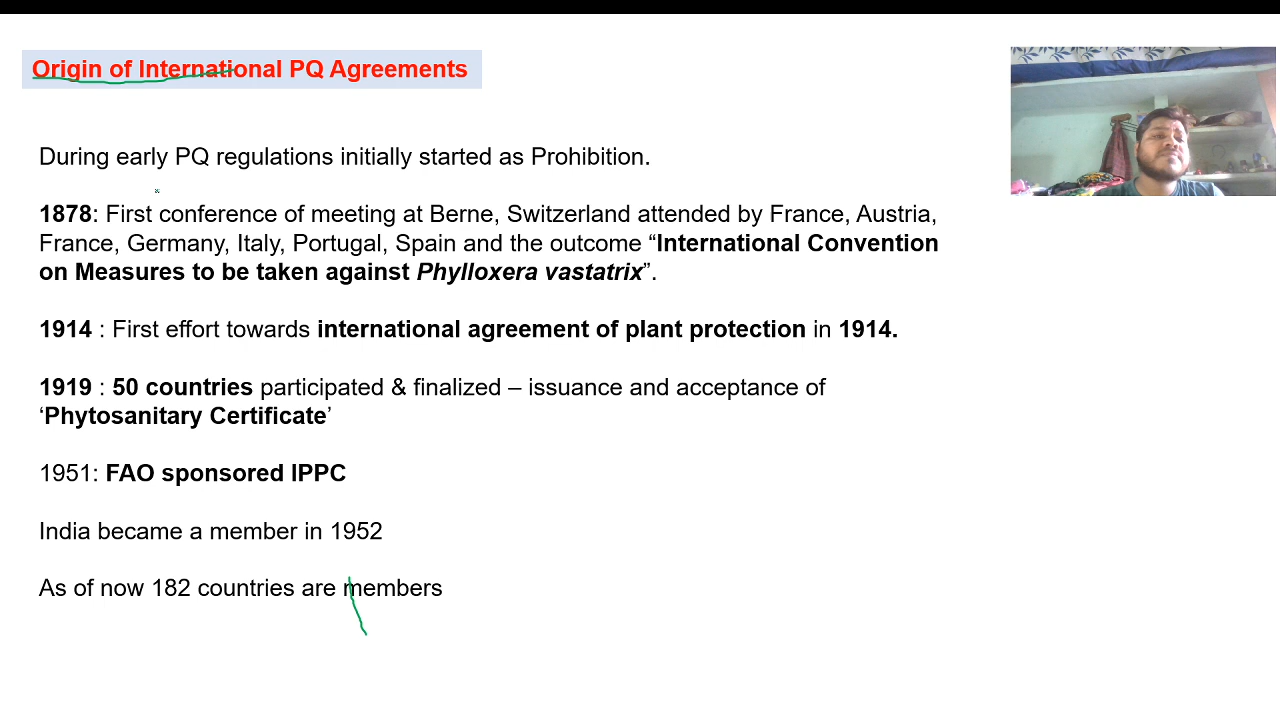 Origin of International PQ Agreements
During early PQ regulations initially started as Prohibition.
1878: First conference of meeting at Berne, Switzerland attended by France, Austria,
France, Germany, Italy, Portugal, Spain and the outcome “International Convention
on Measures to be taken against Phylloxera vastatrix”.
1914 : First effort towards international agreement of plant protection in 1914.
1919 : 50 countries participated & finalized – issuance and acceptance of
‘Phytosanitary Certificate’
1951: FAO sponsored IPPC
India became a member in 1952
As of now 182 countries are members